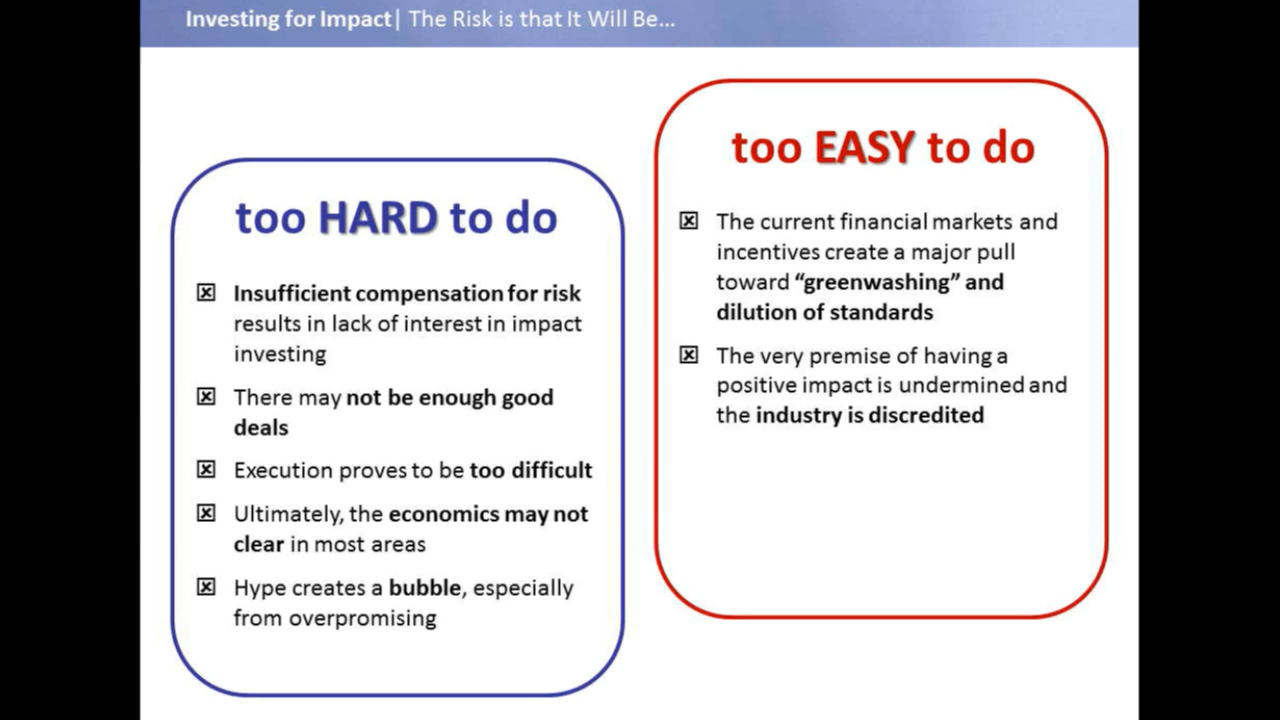 Investing for Impact| The Risk is that It Will Be...
too HARD to do
☒ Insufficient compensation for risk
results in lack of interest in impact
investing
☒ There may not be enough good
deals
☒ Execution proves to be too difficult
☒ Ultimately, the economics may not
clear in most areas
☒ Hype creates a bubble, especially
from overpromising
too EASY to do
☒ The current financial markets and
incentives create a major pull
toward “greenwashing” and
dilution of standards
☒ The very premise of having a
positive impact is undermined and
the industry is discredited